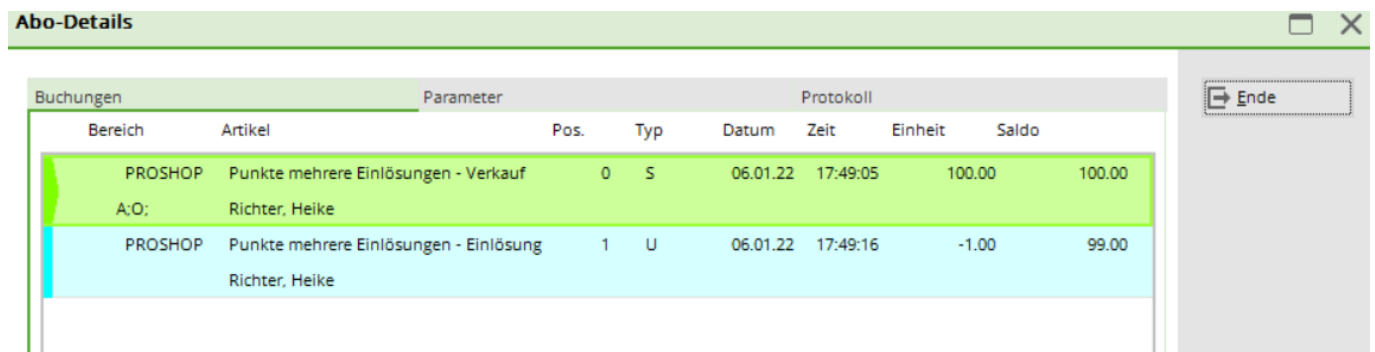 Abo-Details
Buchungen Parameter Protokoll
Ende
Bereich Artikel Pos. Typ Datum Zeit Einheit Saldo
PROSHOP Punkte mehrere Einlösungen - Verkauf 0 S 06.01.22 17:49:05 100.00 100.00
A;O; Richter, Heike
PROSHOP Punkte mehrere Einlösungen - Einlösung 1 U 06.01.22 17:49:16 -1.00 99.00
Richter, Heike